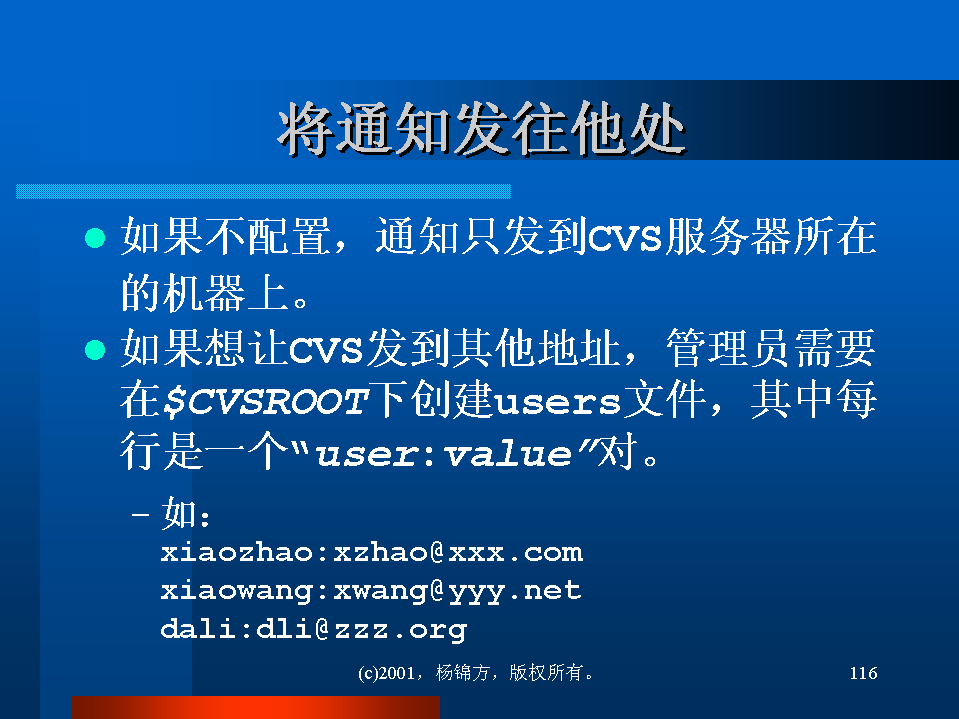 将通知发往他处
如果不配置，通知只发到CVS服务器所在
的机器上。
如果想让CVS发到其他地址，管理员需要
在$CVSROOT下创建users文件，其中每
行是一个“user:value”对。
– 如：
xiaozhao:xzhao@xxx.com
xiaowang:xwang@yyy.net
dali:dli@zzz.org
(c)2001，杨锦方，版权所有。
116